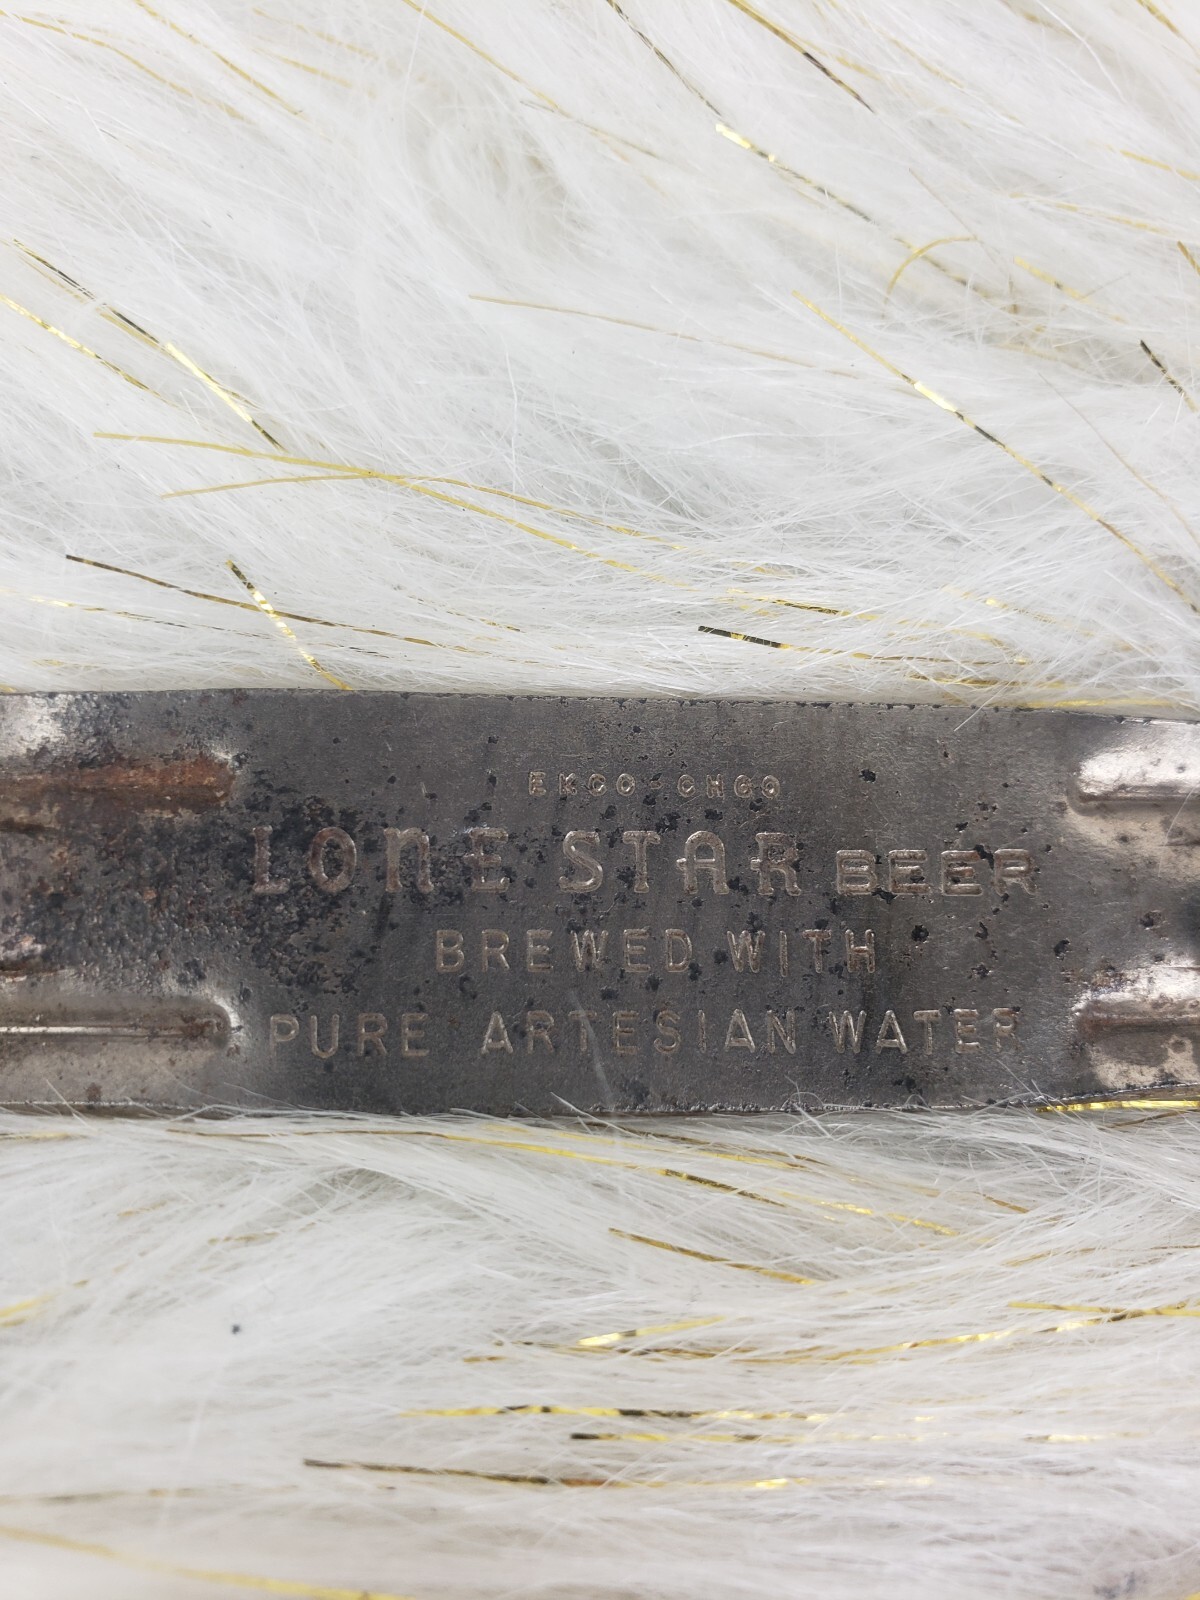 EKCO-CHGO
LONE STAR BEER
BREWED WITH
PURE ARTESIAN WATER